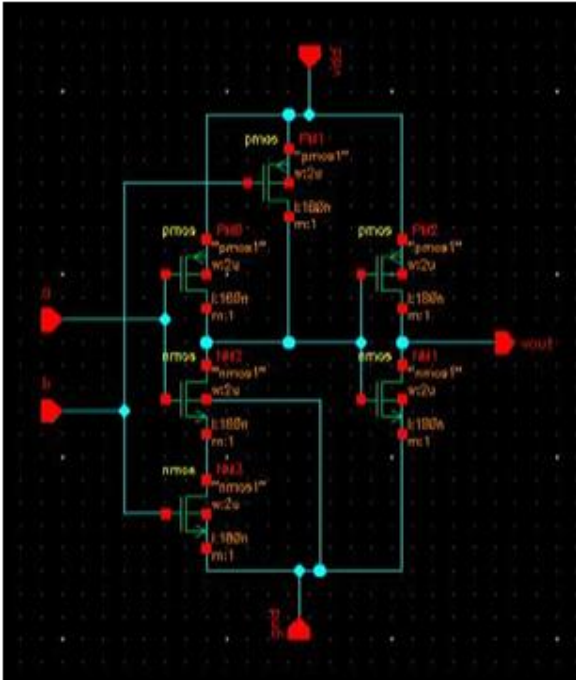 vdd
pmos PM1
"pmos1"
w:2u
l:180n
m:1
pmos PM0
"pmos1"
w:2u
l:180n
m:1
pmos PM2
"pmos1"
w:2u
l:180n
m:1
a
b
vout
nmos NM2
"nmos1"
w:2u
l:180n
m:1
nmos NM1
"nmos1"
w:2u
l:180n
m:1
nmos NM3
"nmos1"
w:2u
l:180n
m:1